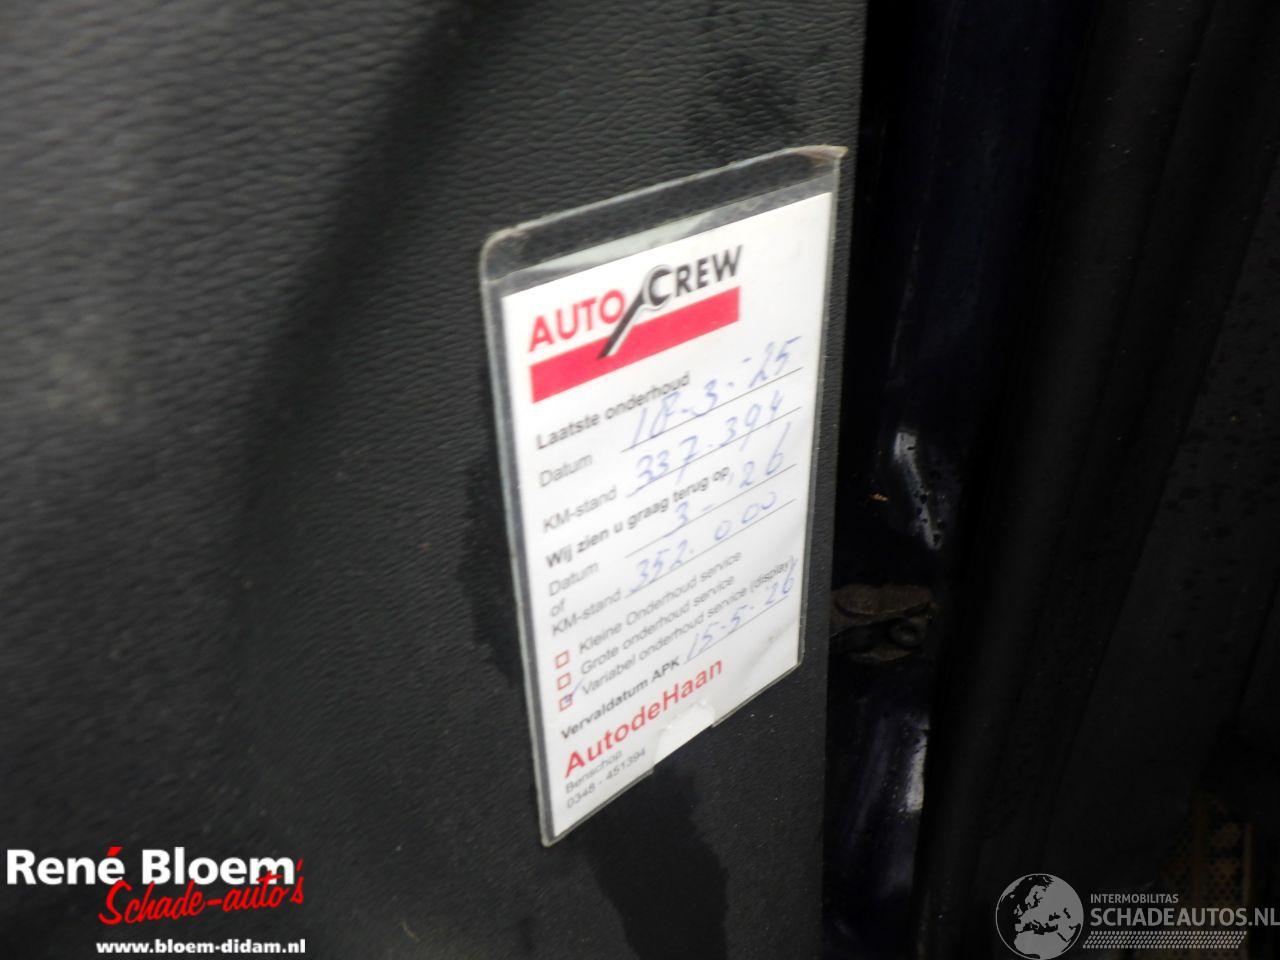 AUTO CREW
Laatste onderhoud
Datum 18-3-25
KM-stand 337.394
Wij zien u graag terug op
Datum 3-26
of
KM-stand 352.000
Kleine Onderhoud service
Grote onderhoud service
Variabel onderhoud service (display)
Vervaldatum APK 15-5-26
AutodeHaan
Benschop
0348 - 451394
René Bloem
Schade-auto's
www.bloem-didam.nl
INTERMOBILITAS
SCHADEAUTOS.NL